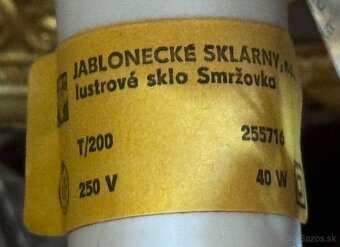 JABLONECKÉ SKLÁRNY,
lustrové sklo Smržovka
T/200 255716
250 V 40 W